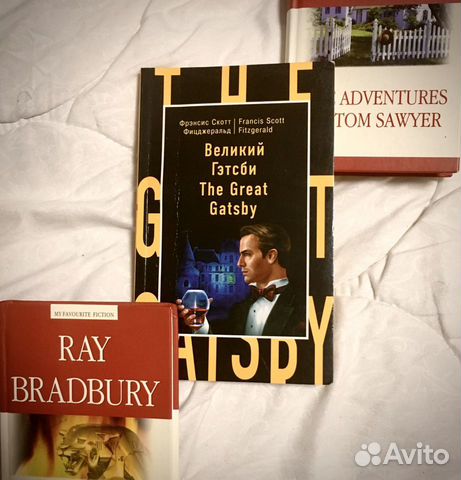 ADVENTURES
TOM SAWYER
THE
Фрэнсис Скотт | Francis Scott
Фицджеральд | Fitzgerald
Великий
Гэтсби
The Great
Gatsby
G T
GATSBY
MY FAVOURITE FICTION
RAY
BRADBURY
Avito